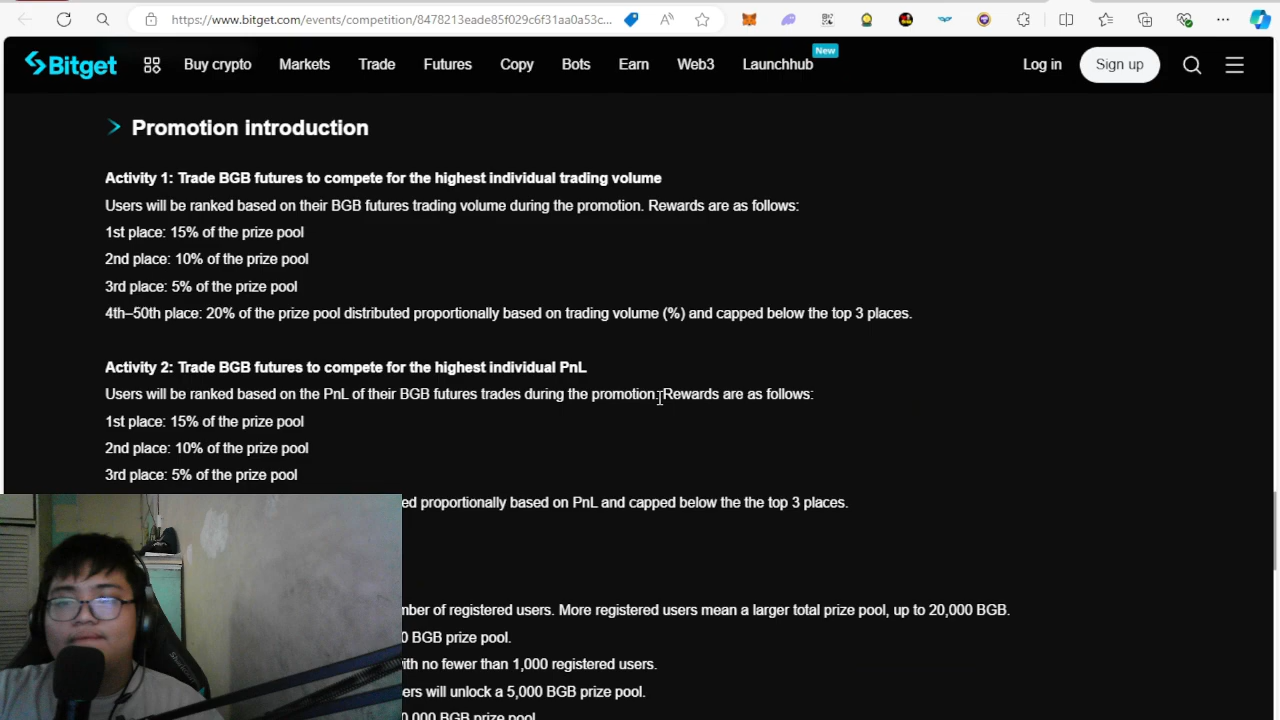 https://www.bitget.com/events/competition/8478213eade85f029c6f31aa0a53c...
Bitget
Buy crypto
Markets
Trade
Futures
Copy
Bots
Earn
Web3
Launchhub
New
Log in
Sign up
Promotion introduction
Activity 1: Trade BGB futures to compete for the highest individual trading volume
Users will be ranked based on their BGB futures trading volume during the promotion. Rewards are as follows:
1st place: 15% of the prize pool
2nd place: 10% of the prize pool
3rd place: 5% of the prize pool
4th–50th place: 20% of the prize pool distributed proportionally based on trading volume (%) and capped below the top 3 places.
Activity 2: Trade BGB futures to compete for the highest individual PnL
Users will be ranked based on the PnL of their BGB futures trades during the promotion. Rewards are as follows:
1st place: 15% of the prize pool
2nd place: 10% of the prize pool
3rd place: 5% of the prize pool
ed proportionally based on PnL and capped below the the top 3 places.
mber of registered users. More registered users mean a larger total prize pool, up to 20,000 BGB.
0 BGB prize pool.
ith no fewer than 1,000 registered users.
ers will unlock a 5,000 BGB prize pool.
0,000 BGB prize pool.